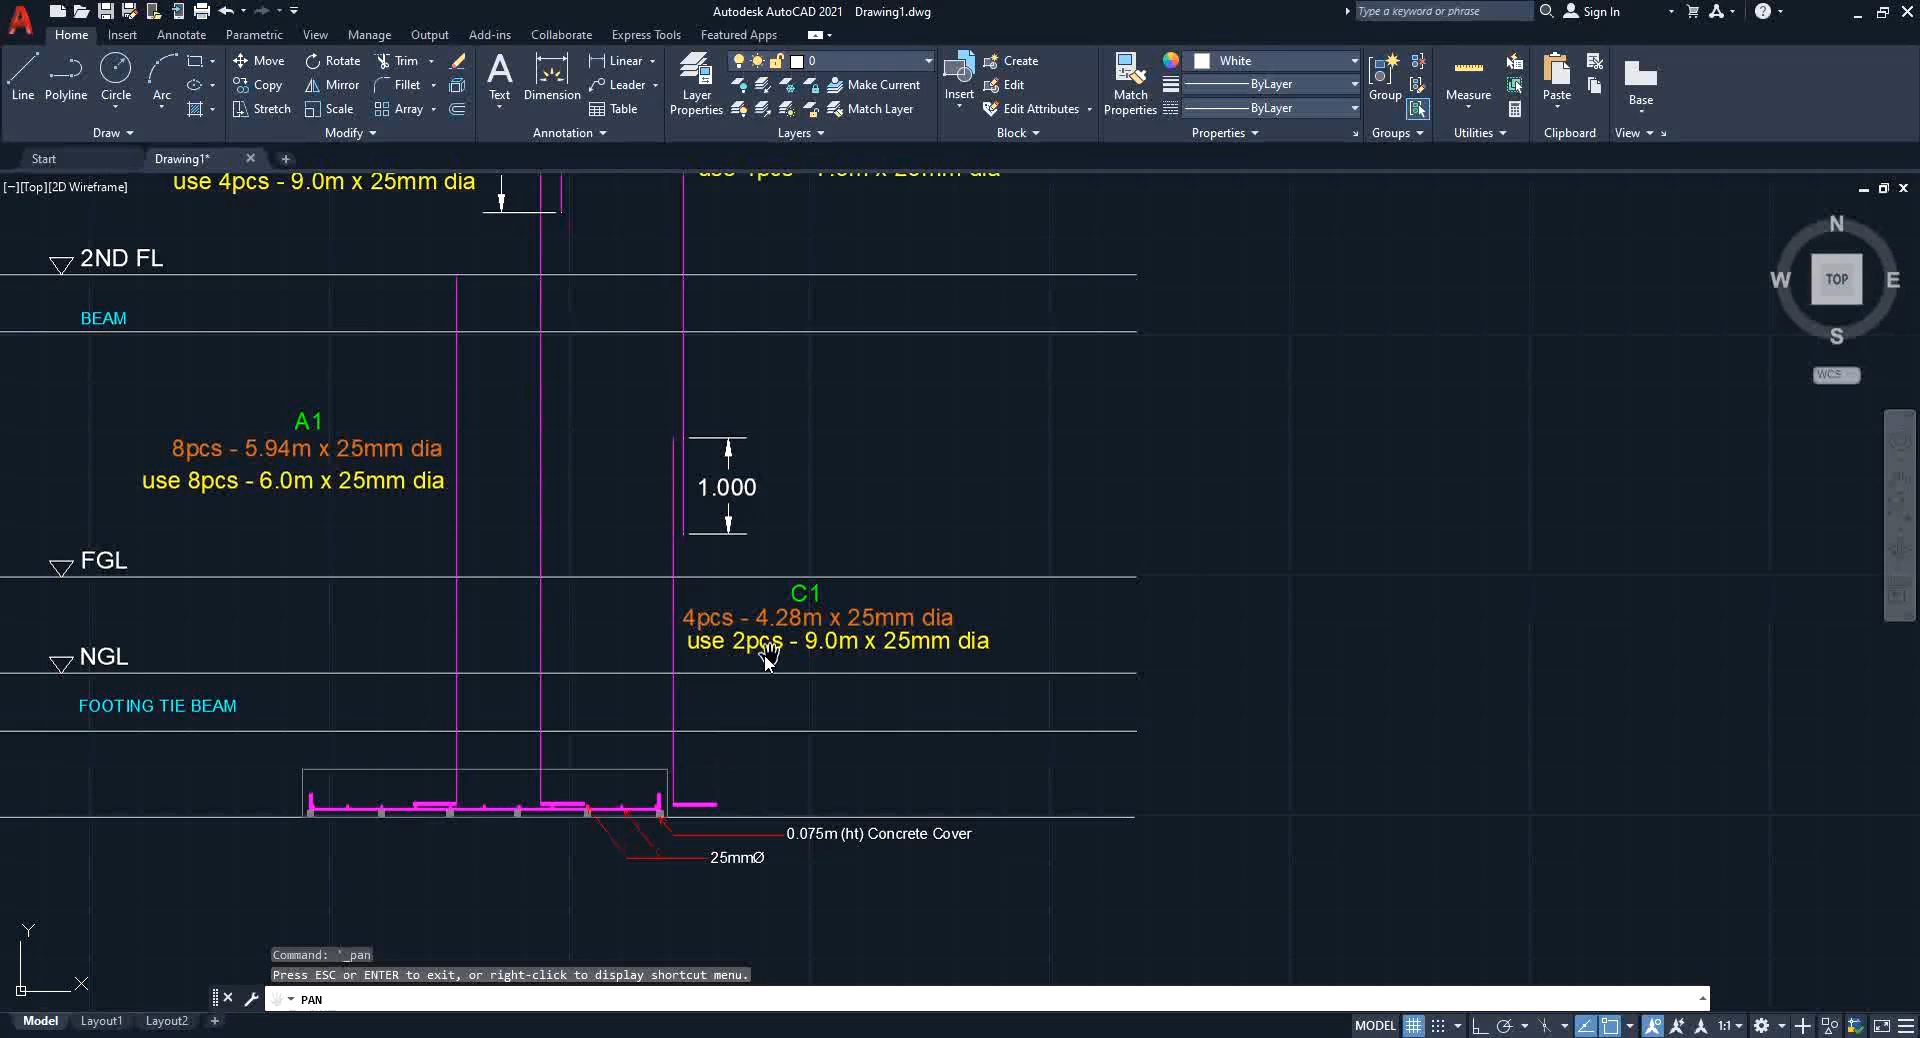 Autodesk AutoCAD 2021 Drawing1.dwg
Type a keyword or phrase
Sign In
Home Insert Annotate Parametric View Manage Output Add-ins Collaborate Express Tools Featured Apps
Line Polyline Circle Arc
Move Rotate Trim
Copy Mirror Fillet
Stretch Scale Array
Text Dimension
Linear
Leader
Table
Layer Properties
0
Make Current
Match Layer
Insert
Create
Edit
Edit Attributes
Match Properties
White
ByLayer
ByLayer
Group
Measure
Paste
Base
Draw Modify Annotation Layers Block Properties Groups Utilities Clipboard View
Start Drawing1*
[−][Top][2D Wireframe]
use 4pcs - 9.0m x 25mm dia
2ND FL
BEAM
A1
8pcs - 5.94m x 25mm dia
use 8pcs - 6.0m x 25mm dia
1.000
FGL
C1
4pcs - 4.28m x 25mm dia
use 2pcs - 9.0m x 25mm dia
NGL
FOOTING TIE BEAM
0.075m (ht) Concrete Cover
25mmØ
N
W TOP E
S
WCS
Y
X
Command: '_pan
Press ESC or ENTER to exit, or right-click to display shortcut menu.
PAN
Model Layout1 Layout2
MODEL 1:1